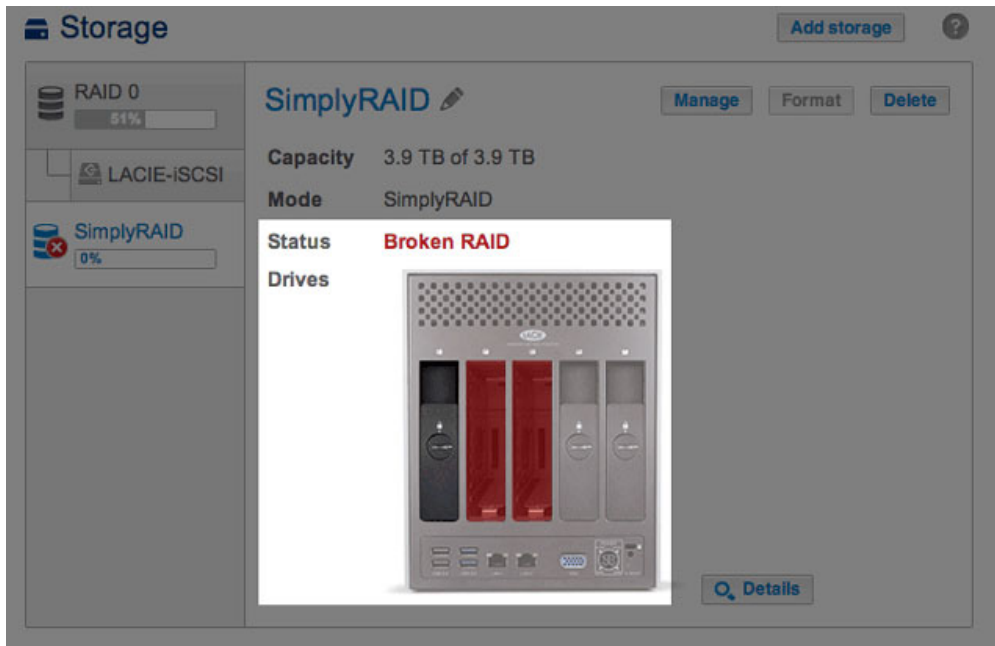 Storage
Add storage
?
RAID 0
51%
LACIE-iSCSI
SimplyRAID
0%
SimplyRAID
Manage
Format
Delete
Capacity 3.9 TB of 3.9 TB
Mode SimplyRAID
Status Broken RAID
Drives
LACIE
Details